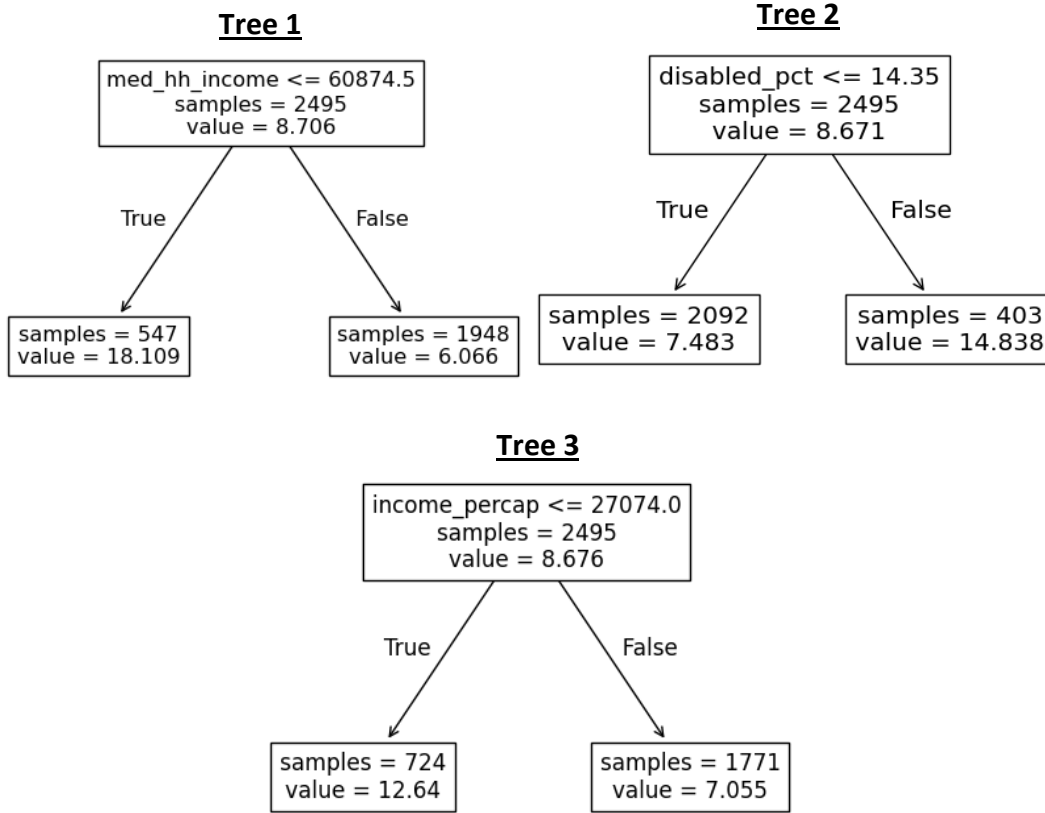 Tree 1
med_hh_income <= 60874.5
samples = 2495
value = 8.706
True
False
samples = 547
value = 18.109
samples = 1948
value = 6.066
Tree 2
disabled_pct <= 14.35
samples = 2495
value = 8.671
True
False
samples = 2092
value = 7.483
samples = 403
value = 14.838
Tree 3
income_percap <= 27074.0
samples = 2495
value = 8.676
True
False
samples = 724
value = 12.64
samples = 1771
value = 7.055